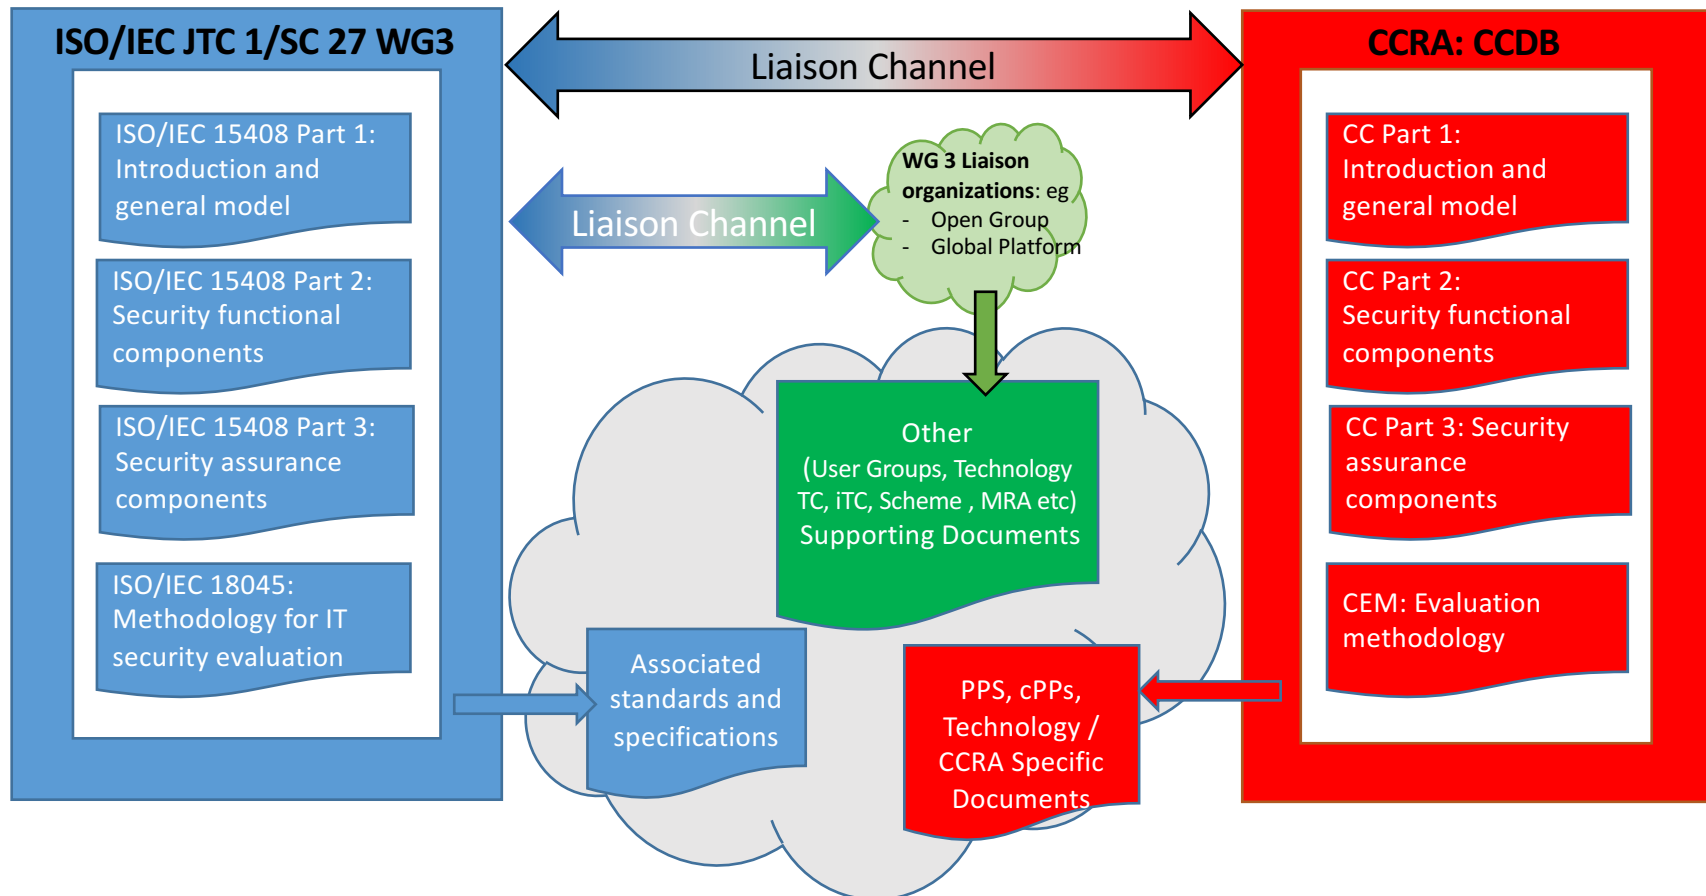 ISO/IEC JTC 1/SC 27 WG3
ISO/IEC 15408 Part 1:
Introduction and
general model
ISO/IEC 15408 Part 2:
Security functional
components
ISO/IEC 15408 Part 3:
Security assurance
components
ISO/IEC 18045:
Methodology for IT
security evaluation
Liaison Channel
Liaison Channel
WG 3 Liaison
organizations: eg
- Open Group
- Global Platform
Other
(User Groups, Technology
TC, iTC, Scheme , MRA etc)
Supporting Documents
Associated
standards and
specifications
PPS, cPPs,
Technology /
CCRA Specific
Documents
CCRA: CCDB
CC Part 1:
Introduction and
general model
CC Part 2:
Security functional
components
CC Part 3: Security
assurance
components
CEM: Evaluation
methodology